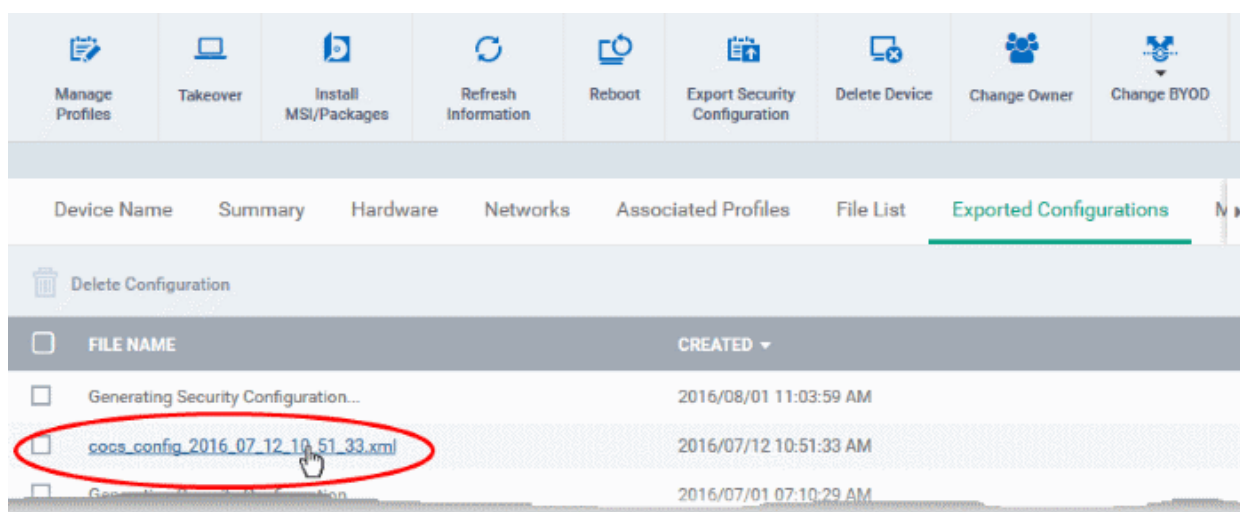 Manage Profiles
Takeover
Install MSI/Packages
Refresh Information
Reboot
Export Security Configuration
Delete Device
Change Owner
Change BYOD
Device Name Summary Hardware Networks Associated Profiles File List Exported Configurations M
Delete Configuration
FILE NAME CREATED
Generating Security Configuration... 2016/08/01 11:03:59 AM
cocs_config_2016_07_12_10_51_33.xml 2016/07/12 10:51:33 AM
Generating Security Configuration 2016/07/01 07:10:29 AM